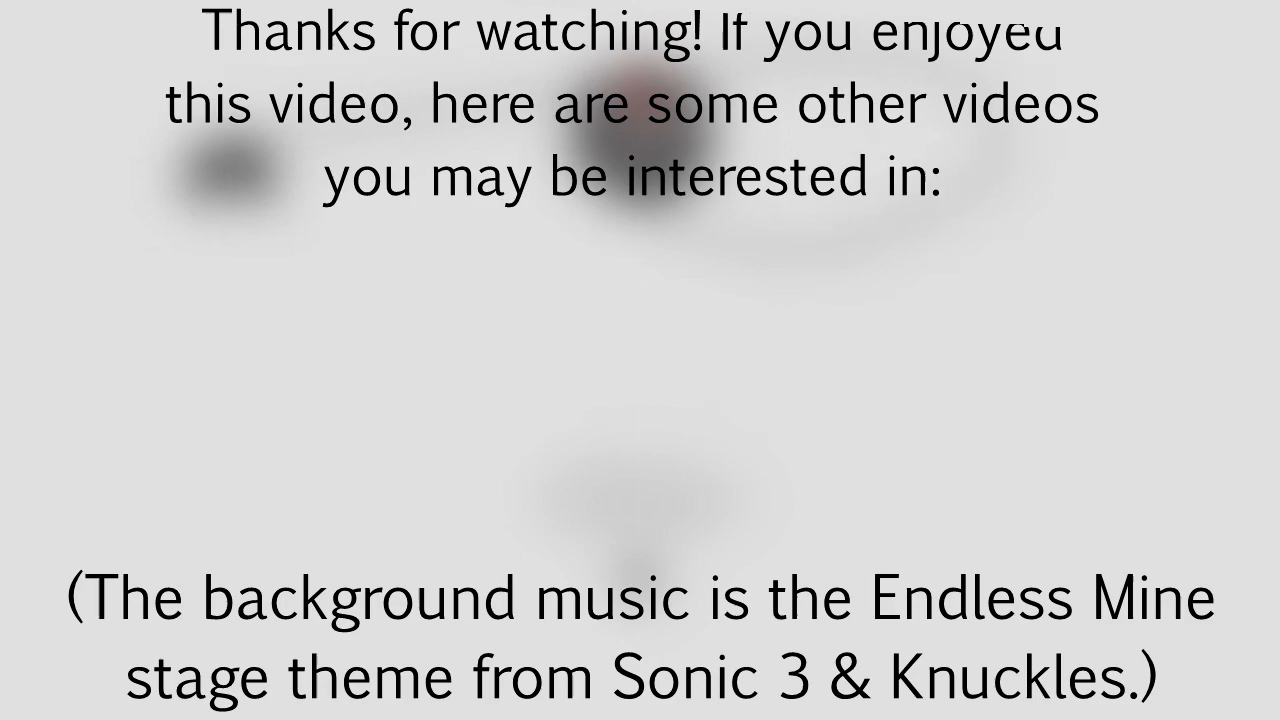 Thanks for watching! If you enjoyed
this video, here are some other videos
you may be interested in:
(The background music is the Endless Mine
stage theme from Sonic 3 & Knuckles.)